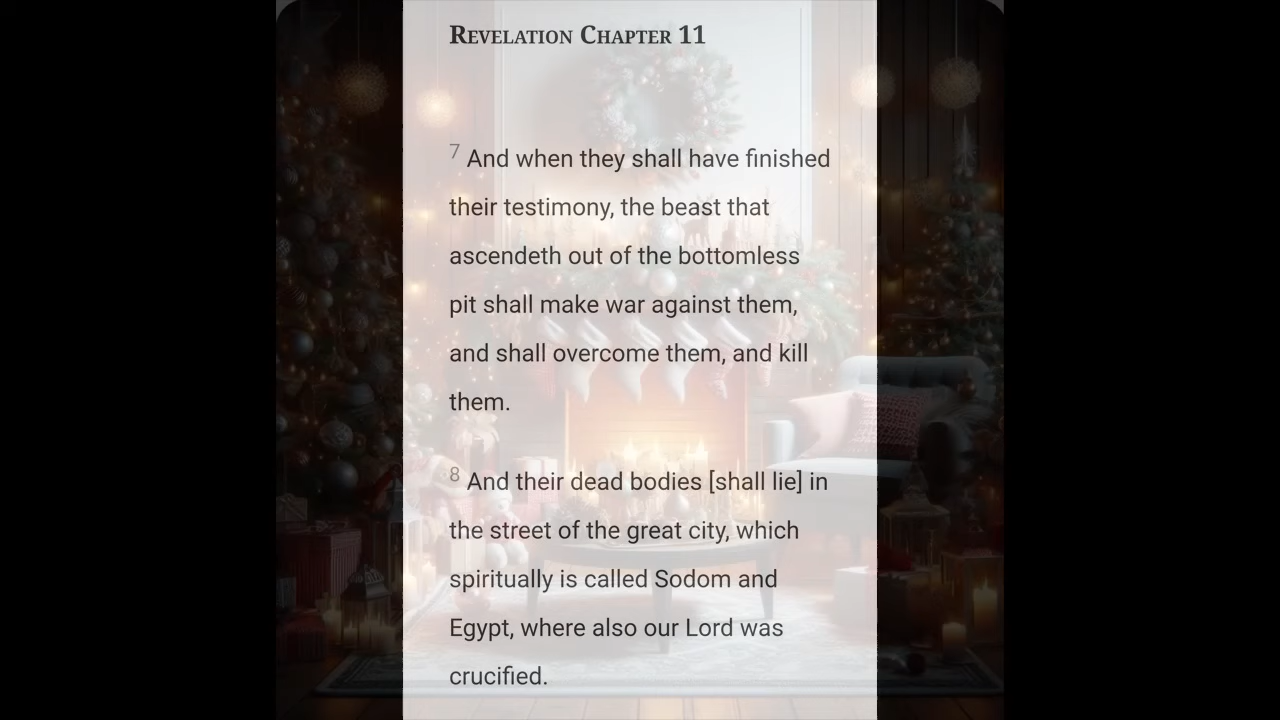 Revelation Chapter 11
7 And when they shall have finished
their testimony, the beast that
ascendeth out of the bottomless
pit shall make war against them,
and shall overcome them, and kill
them.
8 And their dead bodies [shall lie] in
the street of the great city, which
spiritually is called Sodom and
Egypt, where also our Lord was
crucified.